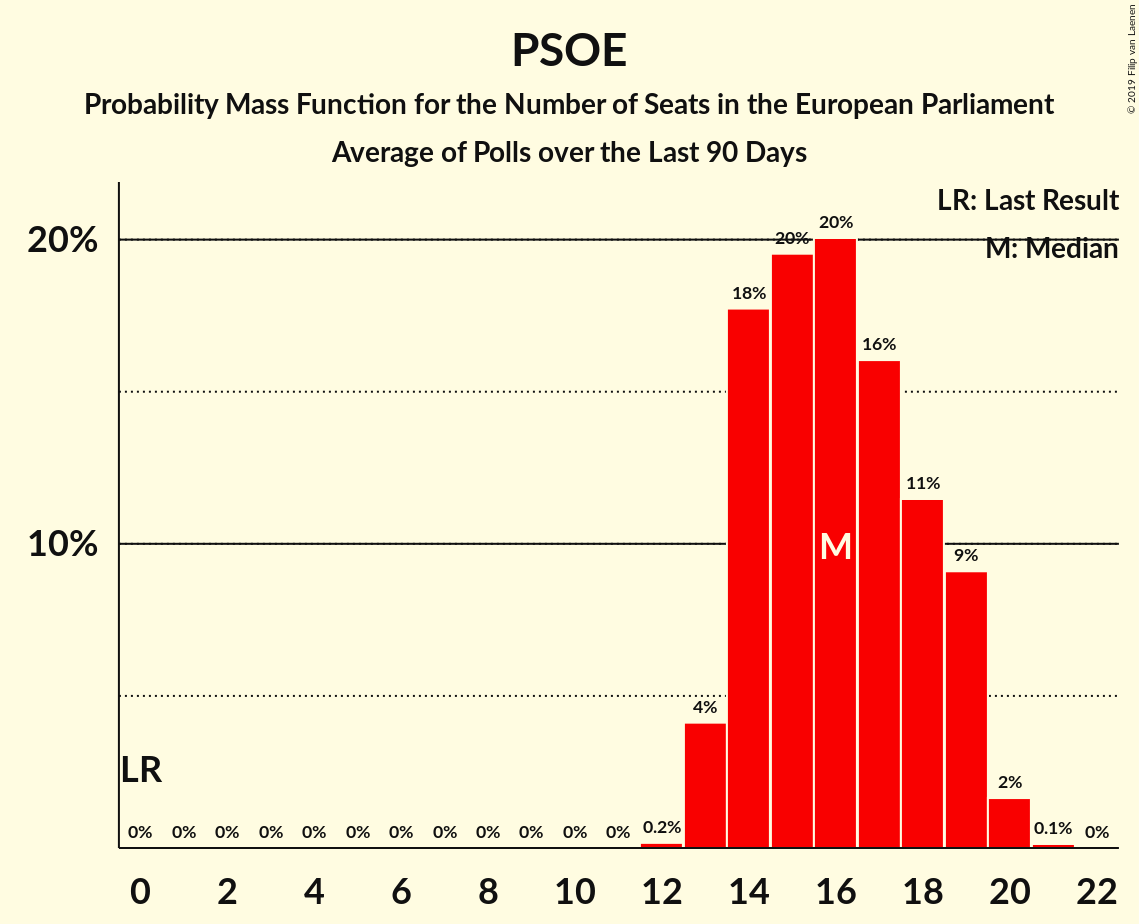 PSOE
Probability Mass Function for the Number of Seats in the European Parliament
Average of Polls over the Last 90 Days
© 2019 Filip van Laenen
LR: Last Result
M: Median
20%
10%
20%
20%
18%
16%
11%
9%
4%
2%
0.2%
0.1%
M
LR
0% 0% 0% 0% 0% 0% 0% 0% 0% 0% 0% 0% 0%
0 2 4 6 8 10 12 14 16 18 20 22